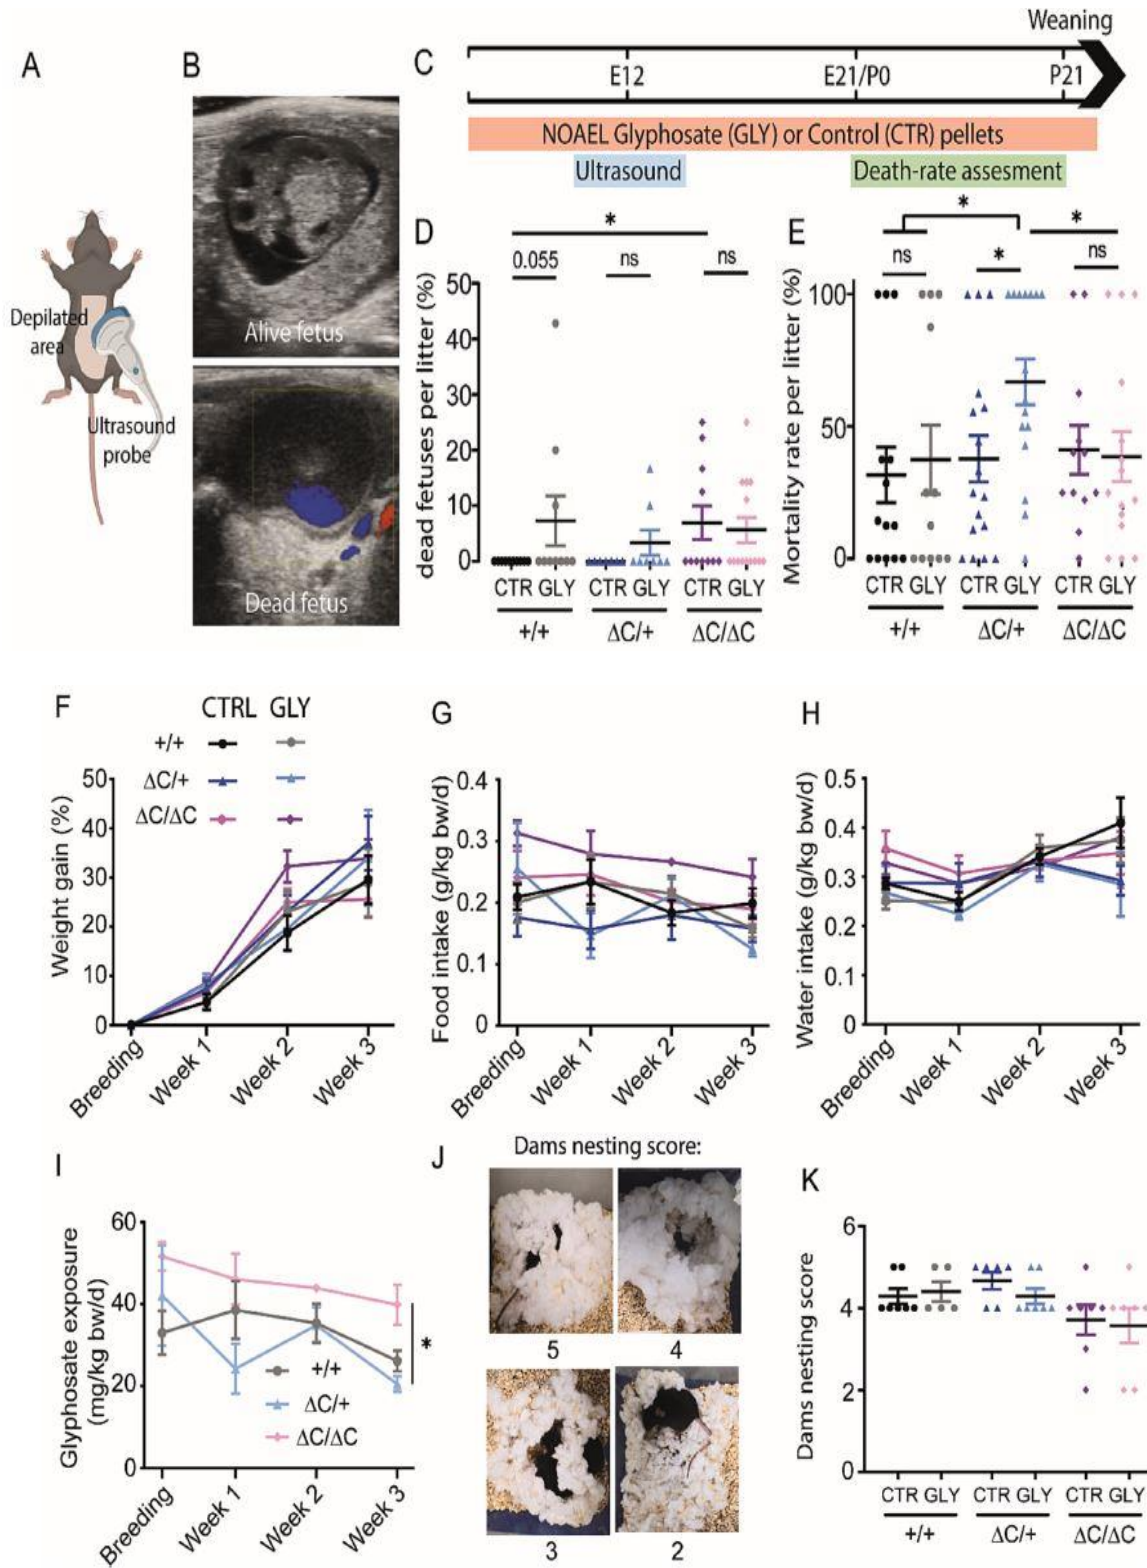 A
Depilated
area
Ultrasound
probe
B
Alive fetus
Dead fetus
C
Weaning
E12
E21/P0
P21
NOAEL Glyphosate (GLY) or Control (CTR) pellets
Ultrasound
Death-rate assesment
D
dead fetuses per litter (%)
50
40
30
20
10
0
*
0.055
ns
ns
CTR GLY
CTR GLY
CTR GLY
+/+
ΔC/+
ΔC/ΔC
E
Mortality rate per litter (%)
100
50
0
*
*
ns
*
ns
CTR GLY
CTR GLY
CTR GLY
+/+
ΔC/+
ΔC/ΔC
F
CTRL GLY
+/+
ΔC/+
ΔC/ΔC
Weight gain (%)
50
40
30
20
10
0
Breeding
Week 1
Week 2
Week 3
G
Food intake (g/kg bw/d)
0.4
0.3
0.2
0.1
0
Breeding
Week 1
Week 2
Week 3
H
Water intake (g/kg bw/d)
0.5
0.4
0.3
0.2
0.1
0
Breeding
Week 1
Week 2
Week 3
I
Glyphosate exposure
(mg/kg bw/d)
60
40
20
0
+/+
ΔC/+
ΔC/ΔC
*
Breeding
Week 1
Week 2
Week 3
J
Dams nesting score:
5
4
3
2
K
Dams nesting score
6
4
2
0
CTR GLY
CTR GLY
CTR GLY
+/+
ΔC/+
ΔC/ΔC